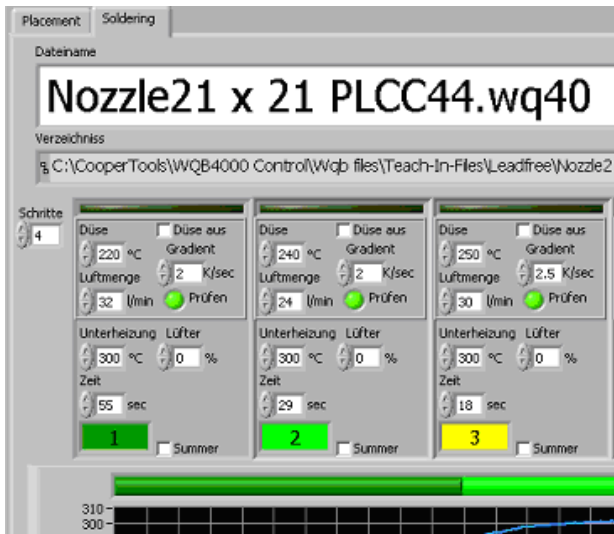 Placement Soldering
Dateiname
Nozzle21 x 21 PLCC44.wq40
Verzeichniss
C:\CooperTools\WQB4000 Control\Wqb files\Teach-In-Files\Leadfree\Nozzle2
Schritte
4
Düse Düse aus
220 °C Gradient
2 K/sec
Luftmenge
32 l/min Prüfen
Unterheizung Lüfter
300 °C 0 %
Zeit
55 sec
1 Summer
Düse Düse aus
240 °C Gradient
2 K/sec
Luftmenge
24 l/min Prüfen
Unterheizung Lüfter
300 °C 0 %
Zeit
29 sec
2 Summer
Düse Düse aus
250 °C Gradient
2.5 K/sec
Luftmenge
30 l/min Prüfen
Unterheizung Lüfter
300 °C 0 %
Zeit
18 sec
3 Summer
310
300